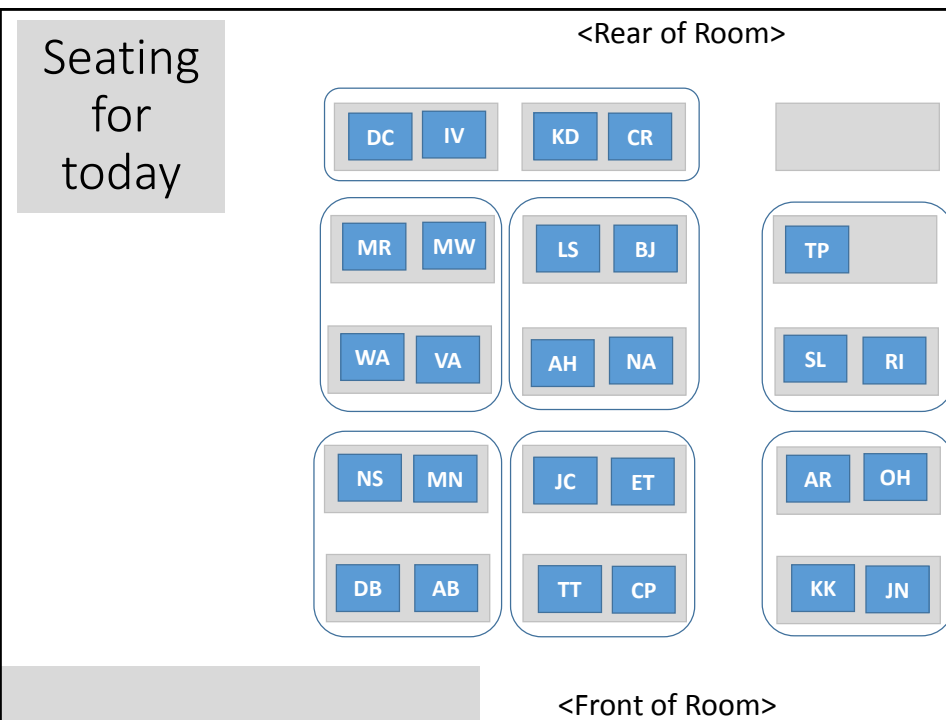 Seating
for
today
<Rear of Room>
DC IV KD CR
MR MW LS BJ TP
WA VA AH NA SL RI
NS MN JC ET AR OH
DB AB TT CP KK JN
<Front of Room>